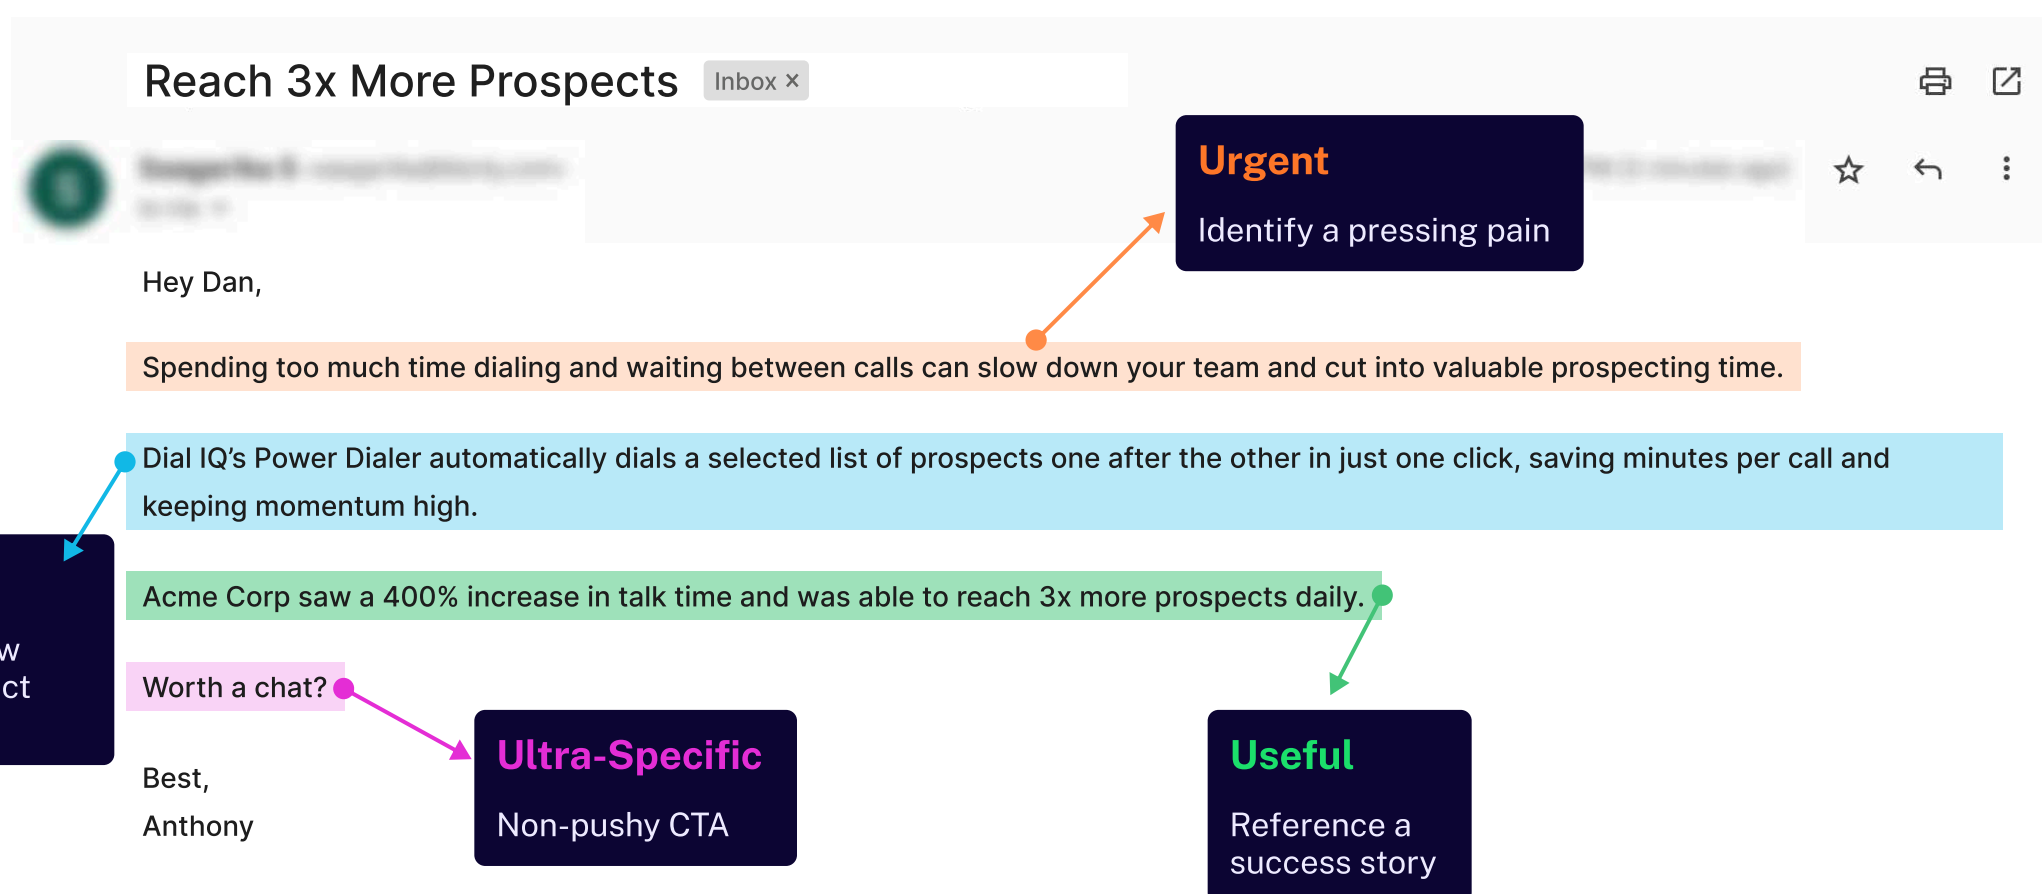 Reach 3x More Prospects Inbox ×
Urgent
Identify a pressing pain
Hey Dan,
Spending too much time dialing and waiting between calls can slow down your team and cut into valuable prospecting time.
Dial IQ’s Power Dialer automatically dials a selected list of prospects one after the other in just one click, saving minutes per call and
keeping momentum high.
Acme Corp saw a 400% increase in talk time and was able to reach 3x more prospects daily.
Worth a chat?
Ultra-Specific
Non-pushy CTA
Useful
Reference a
success story
Best,
Anthony